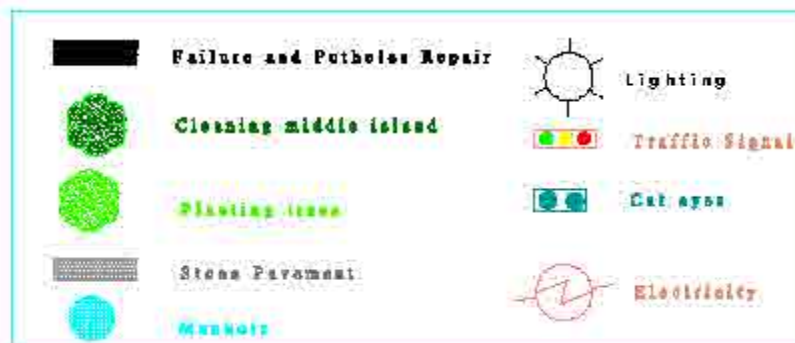 Failure and Potholes Repair
Cleaning middle island
Planting trees
Stone Pavement
Manhole
Lighting
Traffic Signal
Cat eyes
Electricity